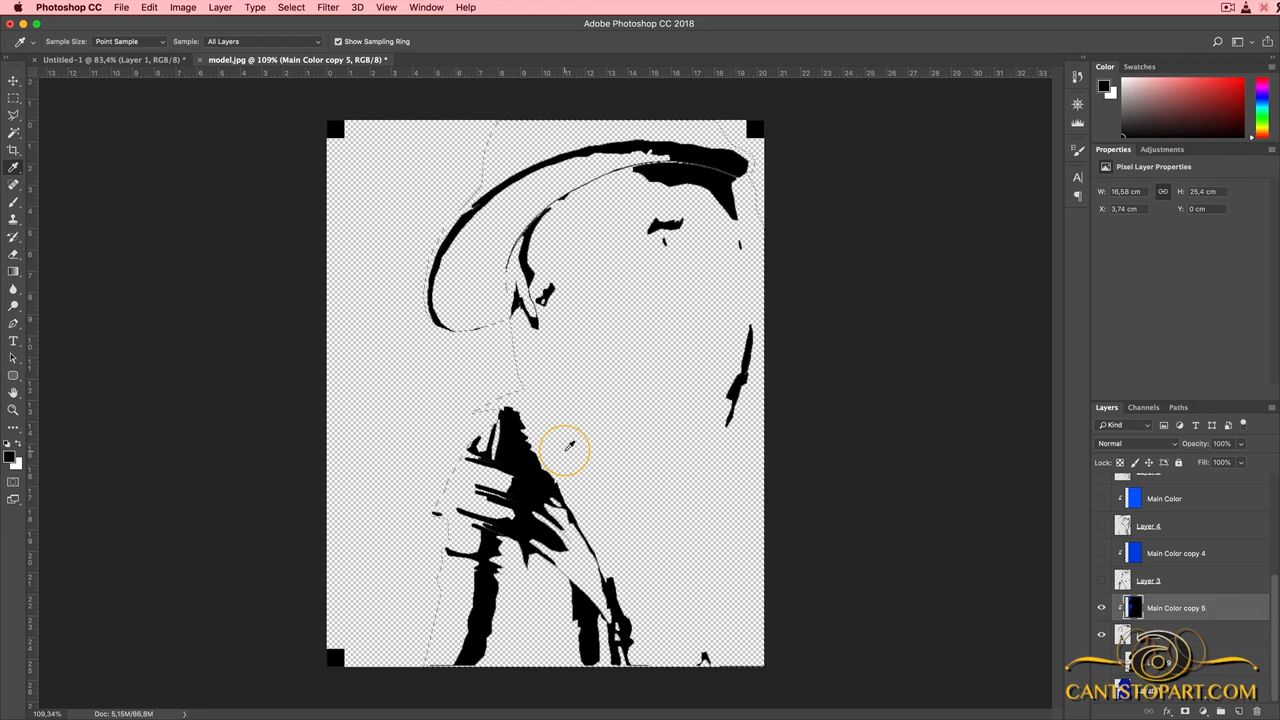 Photoshop CC File Edit Image Layer Type Select Filter 3D View Window Help
Adobe Photoshop CC 2018
Sample Size: Point Sample Sample: All Layers Show Sampling Ring
Untitled-1 @ 83,4% (Layer 1, RGB/8) * model.jpg @ 109% (Main Color copy 5, RGB/8) *
Color Swatches
Properties Adjustments
Pixel Layer Properties
W: 16,58 cm H: 25,4 cm
X: 3,74 cm Y: 0 cm
Layers Channels Paths
Kind
Normal Opacity: 100%
Lock: Fill: 100%
Main Color
Layer 4
Main Color copy 4
Layer 3
Main Color copy 5
CANTSTOPART.COM
109,34% Doc: 5,15M/86,8M